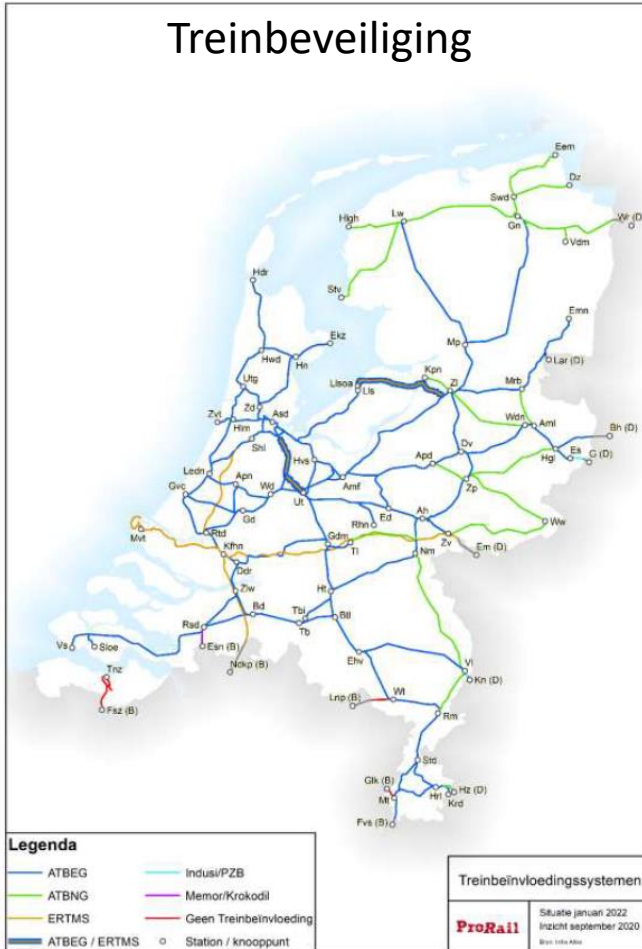 Treinbeveiliging
Eem
Dz
Swd
Wr (D)
Hlgh
Lw
Gn
Vdm
Stv
Hdr
Emn
Ekz
Hwd
Hn
Mp
Lar (D)
Kpn
Utg
Llsoa
Lls
Zl
Mrb
Zvt
Zd
Asd
Hlm
Wdn
Aml
Bh (D)
Shl
Hvs
Apd
Dv
Hgl
Es
G (D)
Ledn
Apn
Wd
Amf
Zp
Gvc
Ut
Gd
Ed
Ah
Ww
Rhn
Mvt
Rtd
Gdm
Zv
Kfhn
Tl
Nm
Em (D)
Ddr
Zlw
Ht
Bd
Tbi
Rsd
Tb
Btl
Vs
Sloe
Esn (B)
Ehv
Tnz
Ndkp (B)
Vl
Kn (D)
Fsz (B)
Lnp (B)
Wt
Rm
Std
Glk (B)
Hz (D)
Mt
Hrl
Krd
Fvs (B)
Legenda
ATBEG
Indusi/PZB
ATBNG
Memor/Krokodil
ERTMS
Geen Treinbeïnvloeding
ATBEG / ERTMS
Station / knooppunt
Treinbeïnvloedingssystemen
ProRail
Situatie januari 2022
Inzicht september 2020
Bron: Infra Atlas